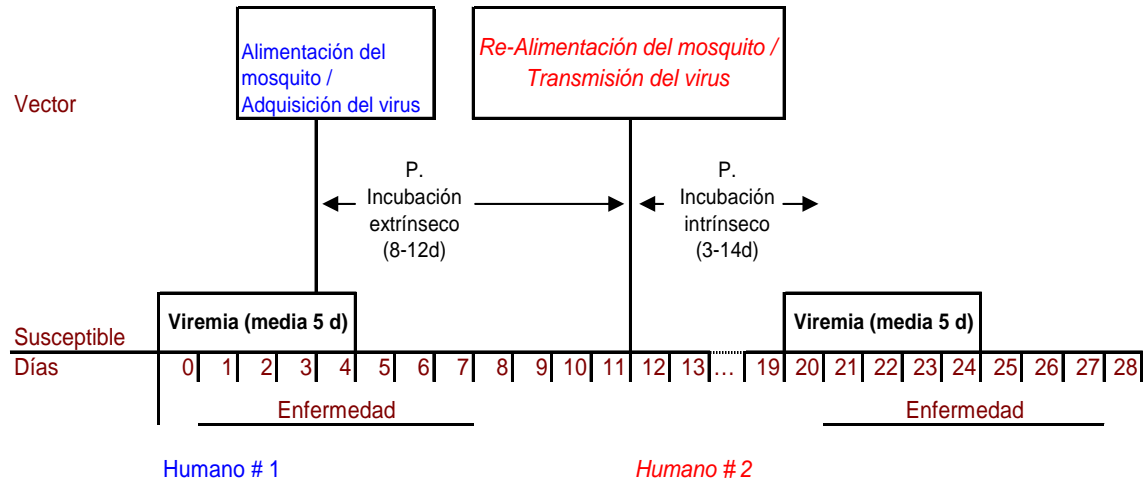 Alimentación del
mosquito /
Adquisición del virus
Re-Alimentación del mosquito /
Transmisión del virus
Vector
P.
Incubación
extrínseco
(8-12d)
P.
Incubación
intrínseco
(3-14d)
Viremia (media 5 d)
Viremia (media 5 d)
Susceptible
Días 0 1 2 3 4 5 6 7 8 9 10 11 12 13 ... 19 20 21 22 23 24 25 26 27 28
Enfermedad
Enfermedad
Humano # 1
Humano # 2